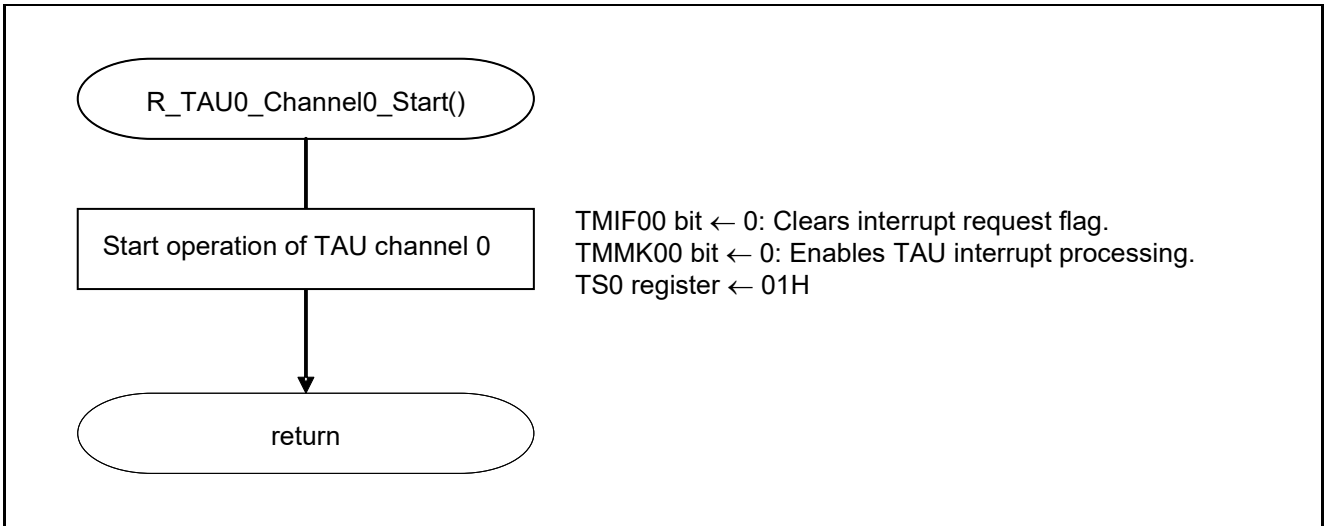 R_TAU0_Channel0_Start()
Start operation of TAU channel 0
TMIF00 bit ← 0: Clears interrupt request flag.
TMMK00 bit ← 0: Enables TAU interrupt processing.
TS0 register ← 01H
return